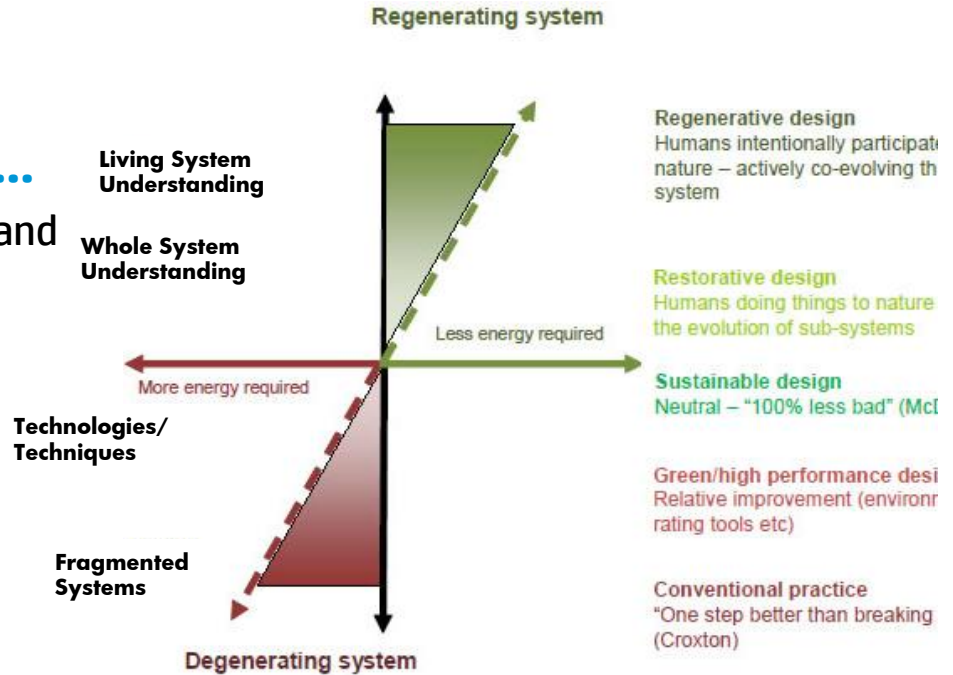 Regenerating system
...
and
Living System
Understanding
Whole System
Understanding
Technologies/
Techniques
Fragmented
Systems
Less energy required
More energy required
Degenerating system
Regenerative design
Humans intentionally participate
nature – actively co-evolving th
system
Restorative design
Humans doing things to nature
the evolution of sub-systems
Sustainable design
Neutral – “100% less bad” (McD
Green/high performance desi
Relative improvement (environm
rating tools etc)
Conventional practice
“One step better than breaking
(Croxton)